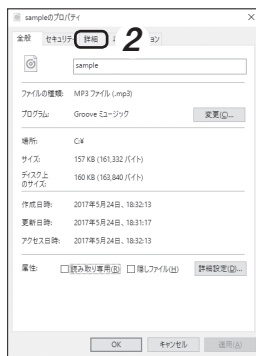 sampleのプロパティ
全般 セキュリティ 詳細 2 ョン
sample
ファイルの種類: MP3 ファイル (.mp3)
プログラム: Groove ミュージック 変更(C)...
場所: C:¥
サイズ: 157 KB (161,332 バイト)
ディスク上
のサイズ: 160 KB (163,840 バイト)
作成日時: 2017年5月24日、18:32:13
更新日時: 2017年5月24日、18:31:17
アクセス日時: 2017年5月24日、18:32:13
属性: 読み取り専用(R) 隠しファイル(H) 詳細設定(D)...
OK キャンセル 適用(A)